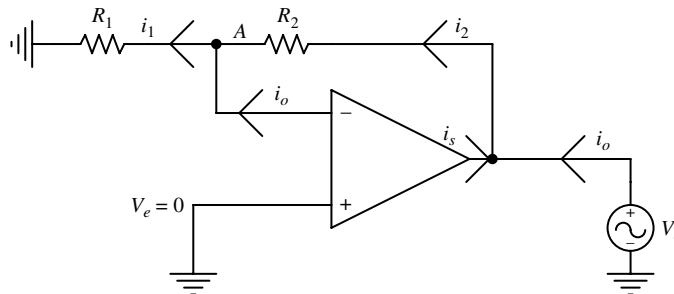 R₁ i₁ A R₂ i₂
iₒ
−
iₛ iₒ
Vₑ = 0 +
+
V
−